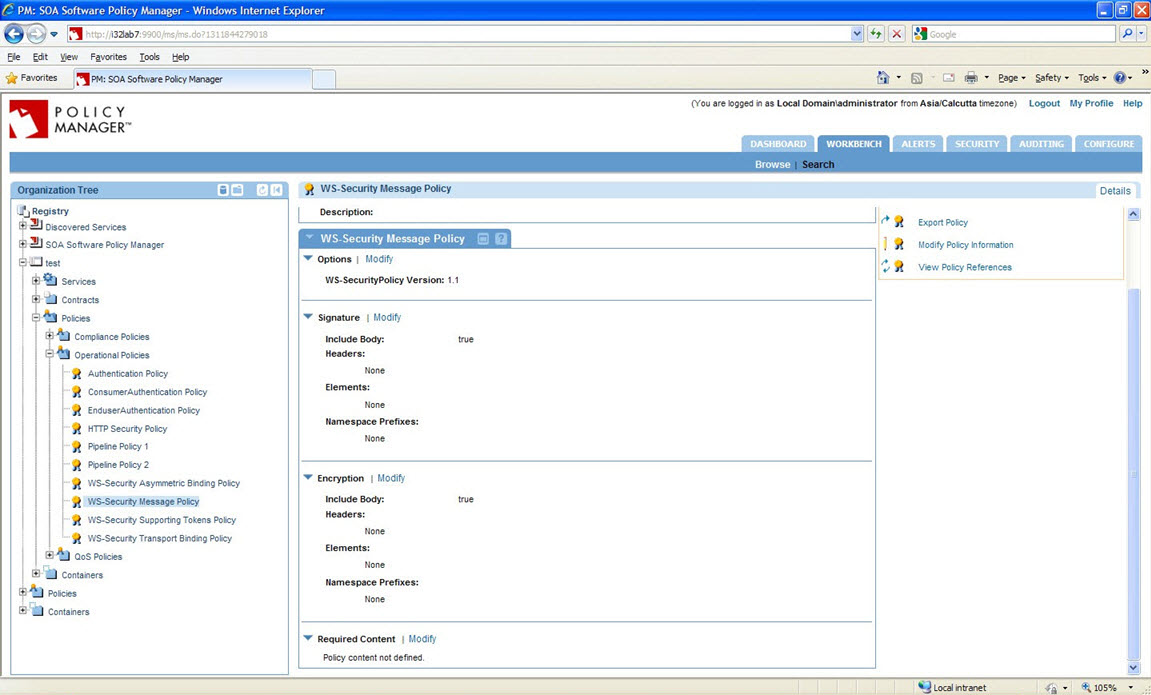 PM: SOA Software Policy Manager - Windows Internet Explorer
http://i32lab7:9900/ms/ms.do?1311844279018
Google
File Edit View Favorites Tools Help
Favorites PM: SOA Software Policy Manager
Page Safety Tools
POLICY
MANAGER™
(You are logged in as Local Domain\administrator from Asia/Calcutta timezone) Logout My Profile Help
DASHBOARD WORKBENCH ALERTS SECURITY AUDITING CONFIGURE
Browe | Search
Organization Tree
Registry
Discovered Services
SOA Software Policy Manager
test
Services
Contracts
Policies
Compliance Policies
Operational Policies
Authentication Policy
ConsumerAuthentication Policy
EnduserAuthentication Policy
HTTP Security Policy
Pipeline Policy 1
Pipeline Policy 2
WS-Security Asymmetric Binding Policy
WS-Security Message Policy
WS-Security Supporting Tokens Policy
WS-Security Transport Binding Policy
QoS Policies
Containers
Policies
Containers
WS-Security Message Policy
Details
Description:
WS-Security Message Policy
Options | Modify
WS-SecurityPolicy Version: 1.1
Signature | Modify
Include Body: true
Headers:
None
Elements:
None
Namespace Prefixes:
None
Encryption | Modify
Include Body: true
Headers:
None
Elements:
None
Namespace Prefixes:
None
Required Content | Modify
Policy content not defined.
Export Policy
Modify Policy Information
View Policy References
Local intranet 105%